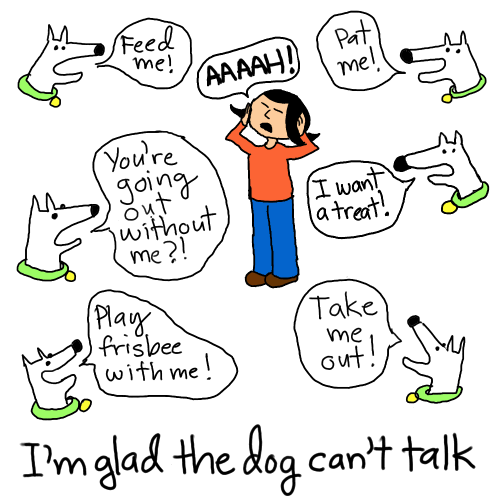 Feed
me!
AAAAH!
Pat
me!
You're
going
out
without
me?!
I want
a treat!
Play
frisbee
with me!
Take
me
out!
I'm glad the dog can't talk